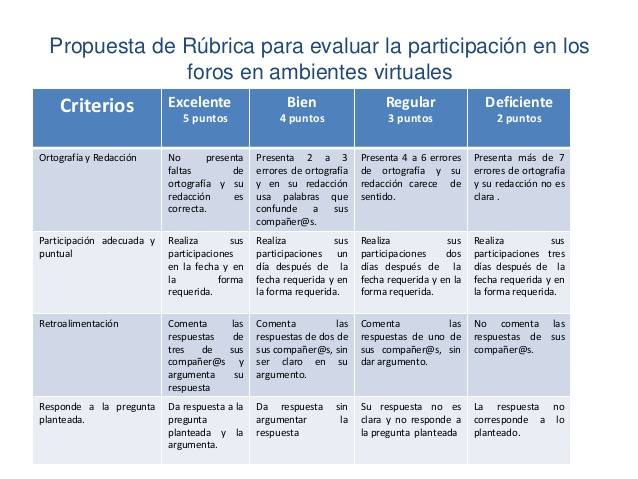 Propuesta de Rúbrica para evaluar la participación en los
foros en ambientes virtuales
Criterios
Excelente
5 puntos
Bien
4 puntos
Regular
3 puntos
Deficiente
2 puntos
Ortografía y Redacción
No presenta
faltas de
ortografía y su
redacción es
correcta.
Presenta 2 a 3
errores de ortografía
y en su redacción
usa palabras que
confunde a sus
compañer@s.
Presenta 4 a 6 errores
de ortografía y su
redacción carece de
sentido.
Presenta más de 7
errores de ortografía
y su redacción no es
clara .
Participación adecuada y
puntual
Realiza sus
participaciones
en la fecha y en
la forma
requerida.
Realiza sus
participaciones un
día después de la
fecha requerida y en
la forma requerida.
Realiza sus
participaciones dos
días después de la
fecha requerida y en la
forma requerida.
Realiza sus
participaciones tres
días después de la
fecha requerida y en
la forma requerida.
Retroalimentación
Comenta las
respuestas de
tres de sus
compañer@s y
argumenta su
respuesta
Comenta las
respuestas de dos de
sus compañer@s, sin
ser claro en su
argumento.
Comenta las
respuestas de uno de
sus compañer@s, sin
dar argumento.
No comenta las
respuestas de sus
compañer@s.
Responde a la pregunta
planteada.
Da respuesta a la
pregunta
planteada y la
argumenta.
Da respuesta sin
argumentar la
respuesta
Su respuesta no es
clara y no responde a
la pregunta planteada
La respuesta no
corresponde a lo
planteado.